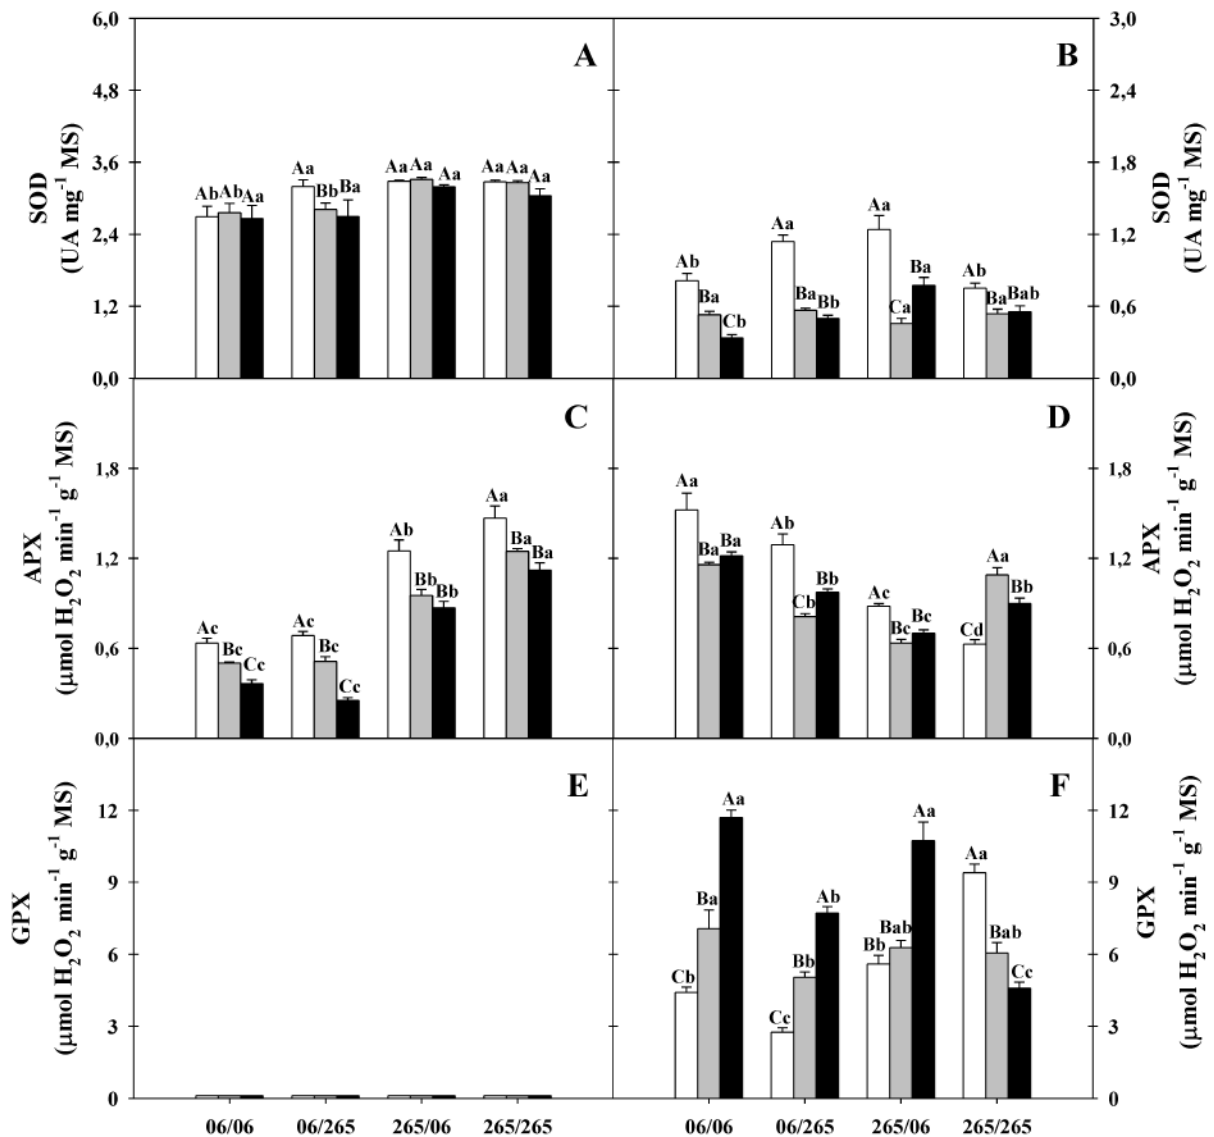 6,0
4,8
3,6
2,4
1,2
0,0
SOD
(UA mg⁻¹ MS)
A
Ab Ab Aa
Aa Bb Ba
Aa Aa Aa
Aa Aa Aa
B
Ab Ba Cb
Aa Ba Bb
Aa Ca Ba
Ab Ba Bab
3,0
2,4
1,8
1,2
0,6
0,0
SOD
(UA mg⁻¹ MS)
1,8
1,2
0,6
0,0
APX
(μmol H₂O₂ min⁻¹ g⁻¹ MS)
C
Ac Bc Cc
Ac Bc Cc
Ab Bb Bb
Aa Ba Ba
D
Aa Ba Ba
Ab Cb Bb
Ac Bc Bc
Cd Aa Bb
1,8
1,2
0,6
0,0
APX
(μmol H₂O₂ min⁻¹ g⁻¹ MS)
12
9
6
3
0
GPX
(μmol H₂O₂ min⁻¹ g⁻¹ MS)
E
F
Cb Ba Aa
Cc Bb Ab
Bb Bab Aa
Aa Bab Cc
12
9
6
3
0
GPX
(μmol H₂O₂ min⁻¹ g⁻¹ MS)
06/06 06/265 265/06 265/265
06/06 06/265 265/06 265/265